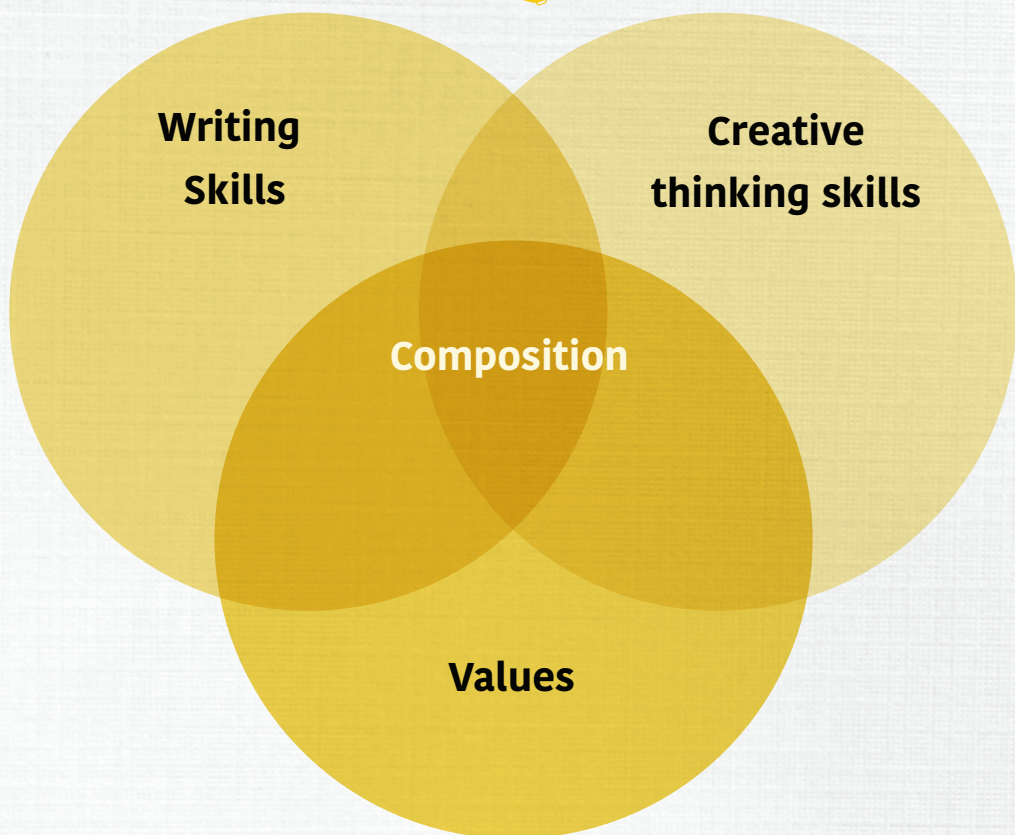 Writing
Skills
Creative
thinking skills
Composition
Values